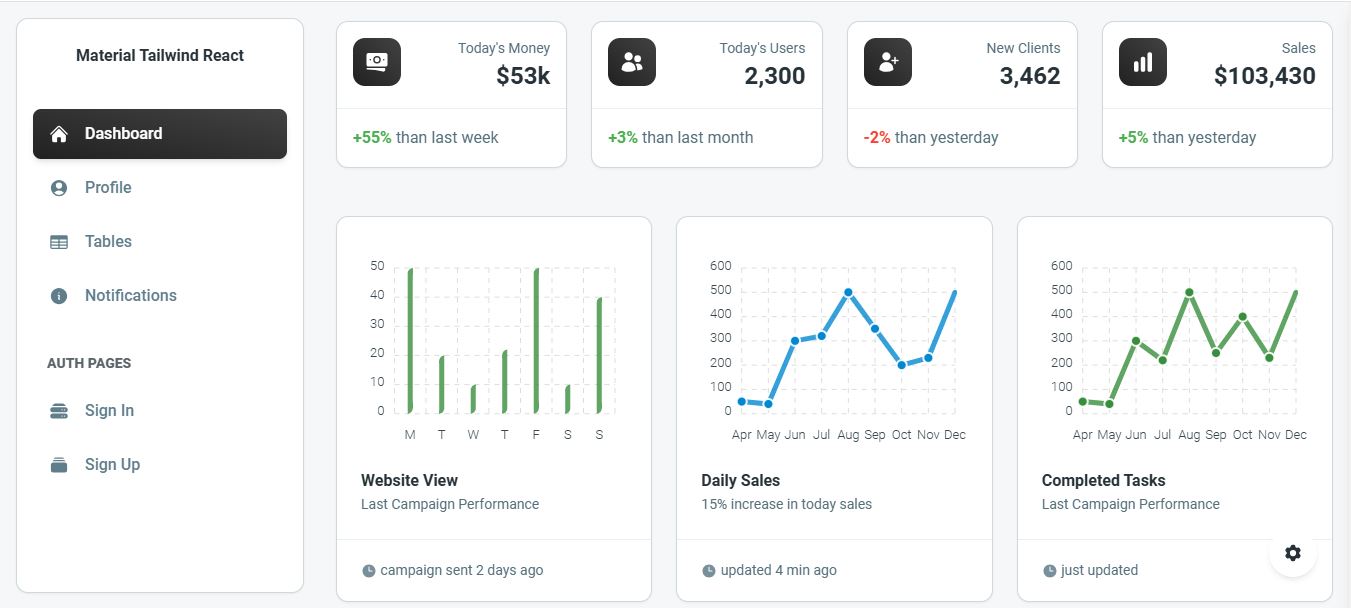 Material Tailwind React
Dashboard
Profile
Tables
Notifications
AUTH PAGES
Sign In
Sign Up
Today's Money
$53k
+55% than last week
Today's Users
2,300
+3% than last month
New Clients
3,462
-2% than yesterday
Sales
$103,430
+5% than yesterday
50
40
30
20
10
0
M T W T F S S
Website View
Last Campaign Performance
campaign sent 2 days ago
600
500
400
300
200
100
0
Apr May Jun Jul Aug Sep Oct Nov Dec
Daily Sales
15% increase in today sales
updated 4 min ago
600
500
400
300
200
100
0
Apr May Jun Jul Aug Sep Oct Nov Dec
Completed Tasks
Last Campaign Performance
just updated